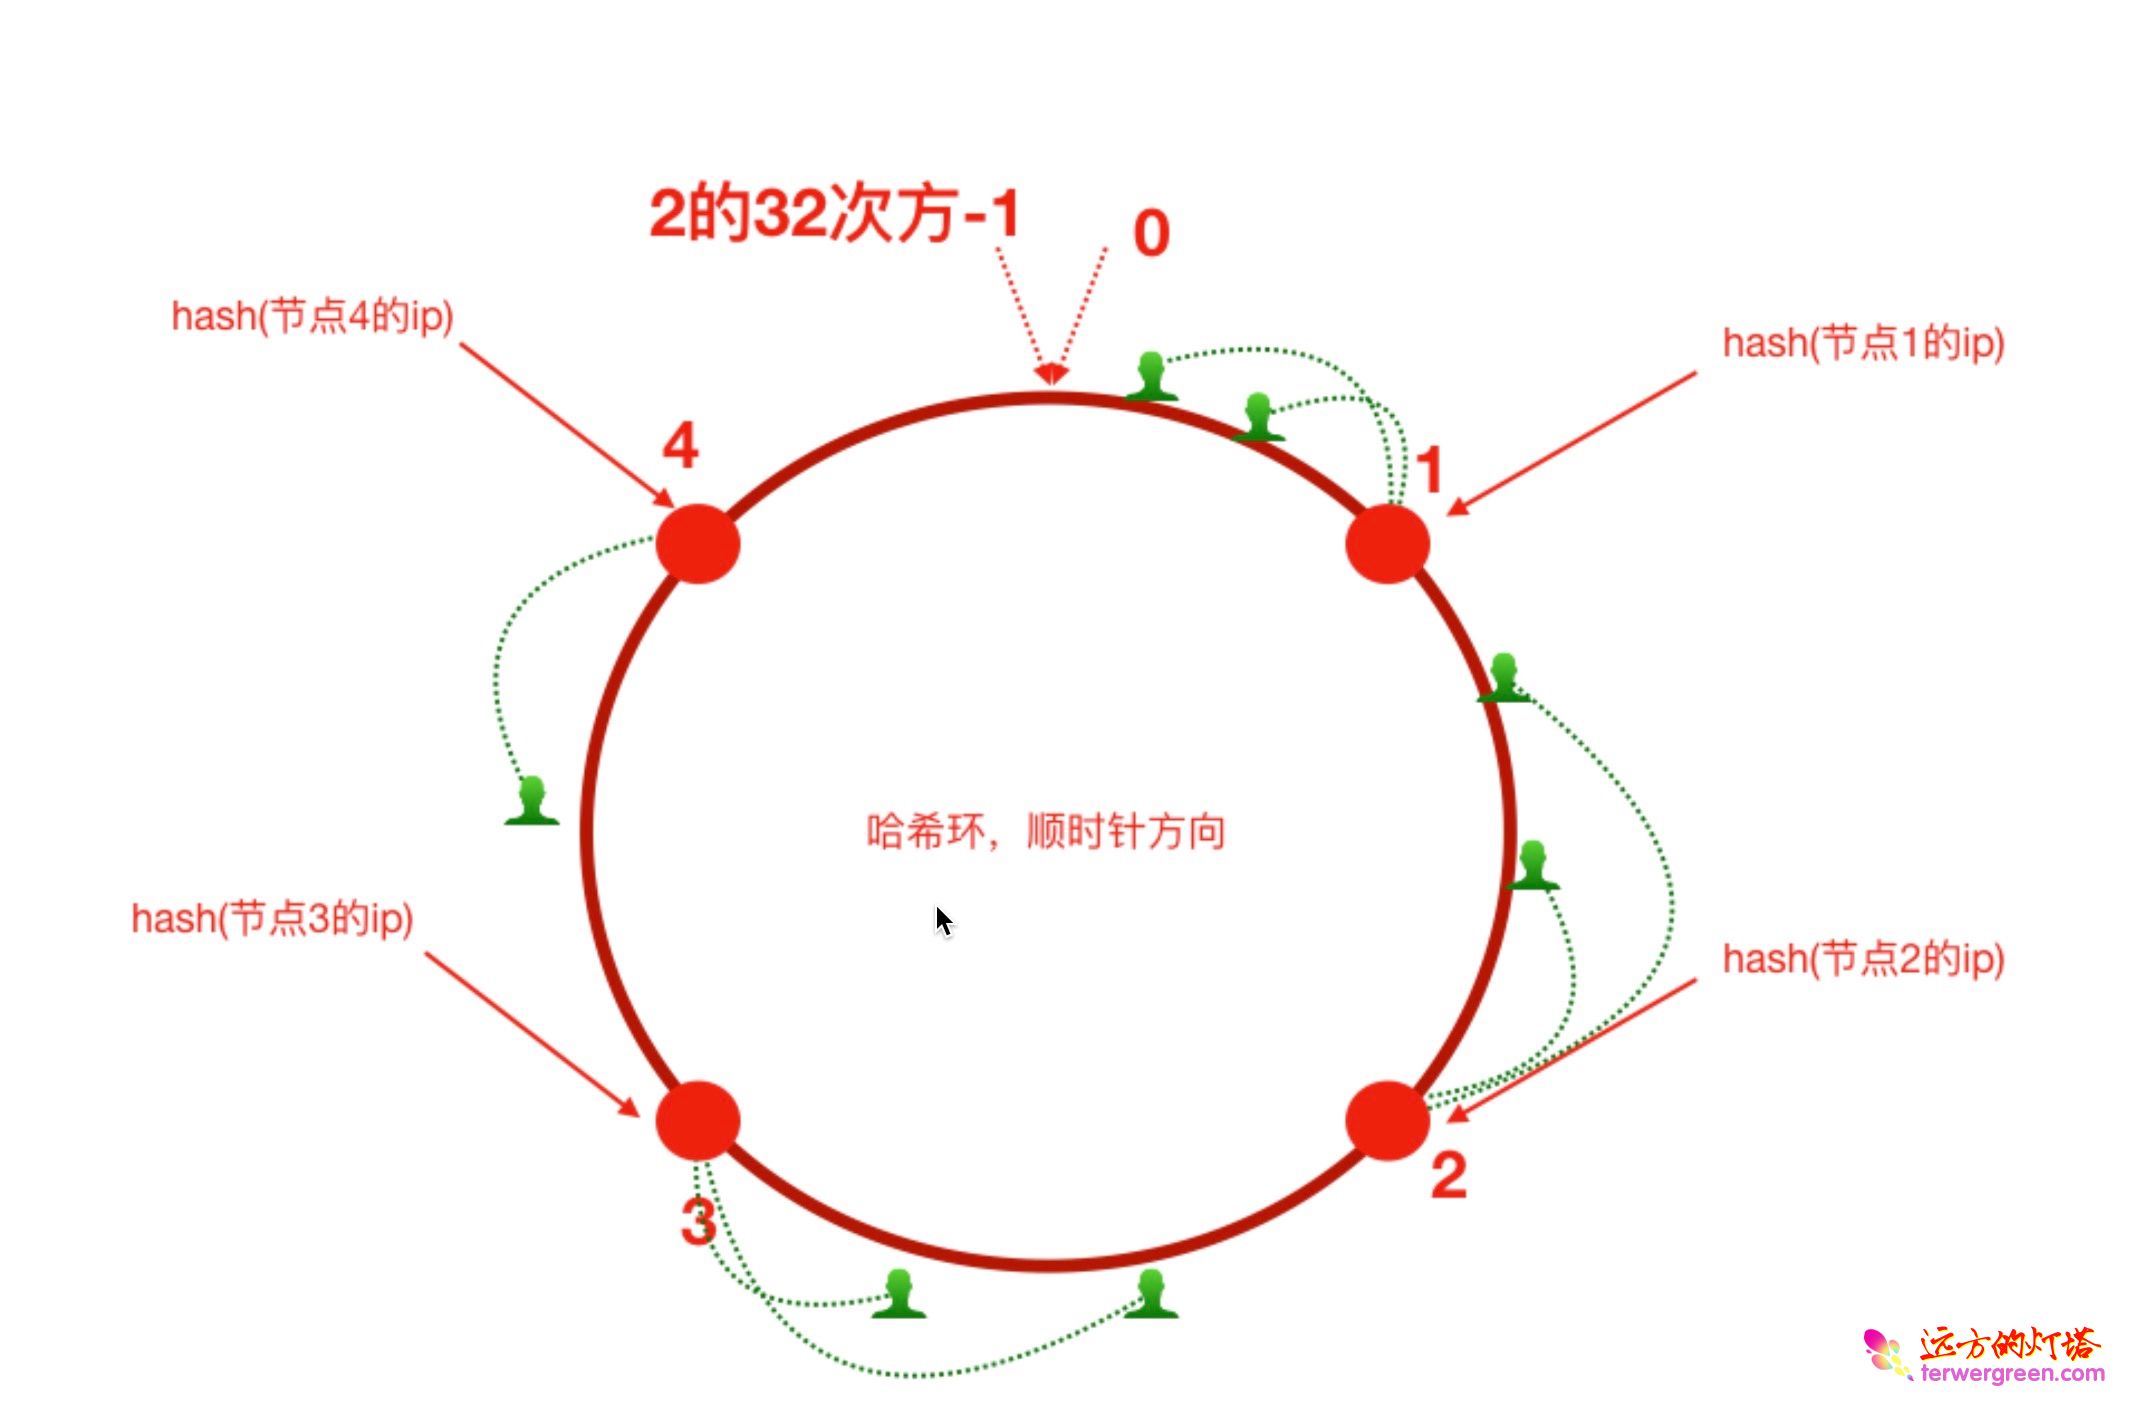 2的32次方-1
0
hash(节点4的ip)
hash(节点1的ip)
4
1
哈希环，顺时针方向
hash(节点3的ip)
hash(节点2的ip)
2
3
远方的灯塔
terwergreen.com